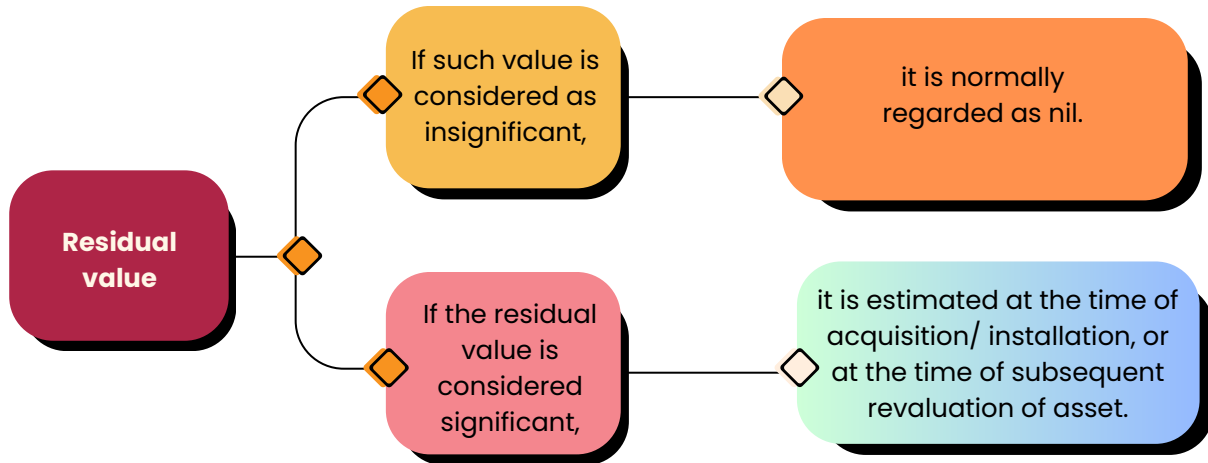 Residual
value
If such value is
considered as
insignificant,
it is normally
regarded as nil.
If the residual
value is
considered
significant,
it is estimated at the time of
acquisition/ installation, or
at the time of subsequent
revaluation of asset.